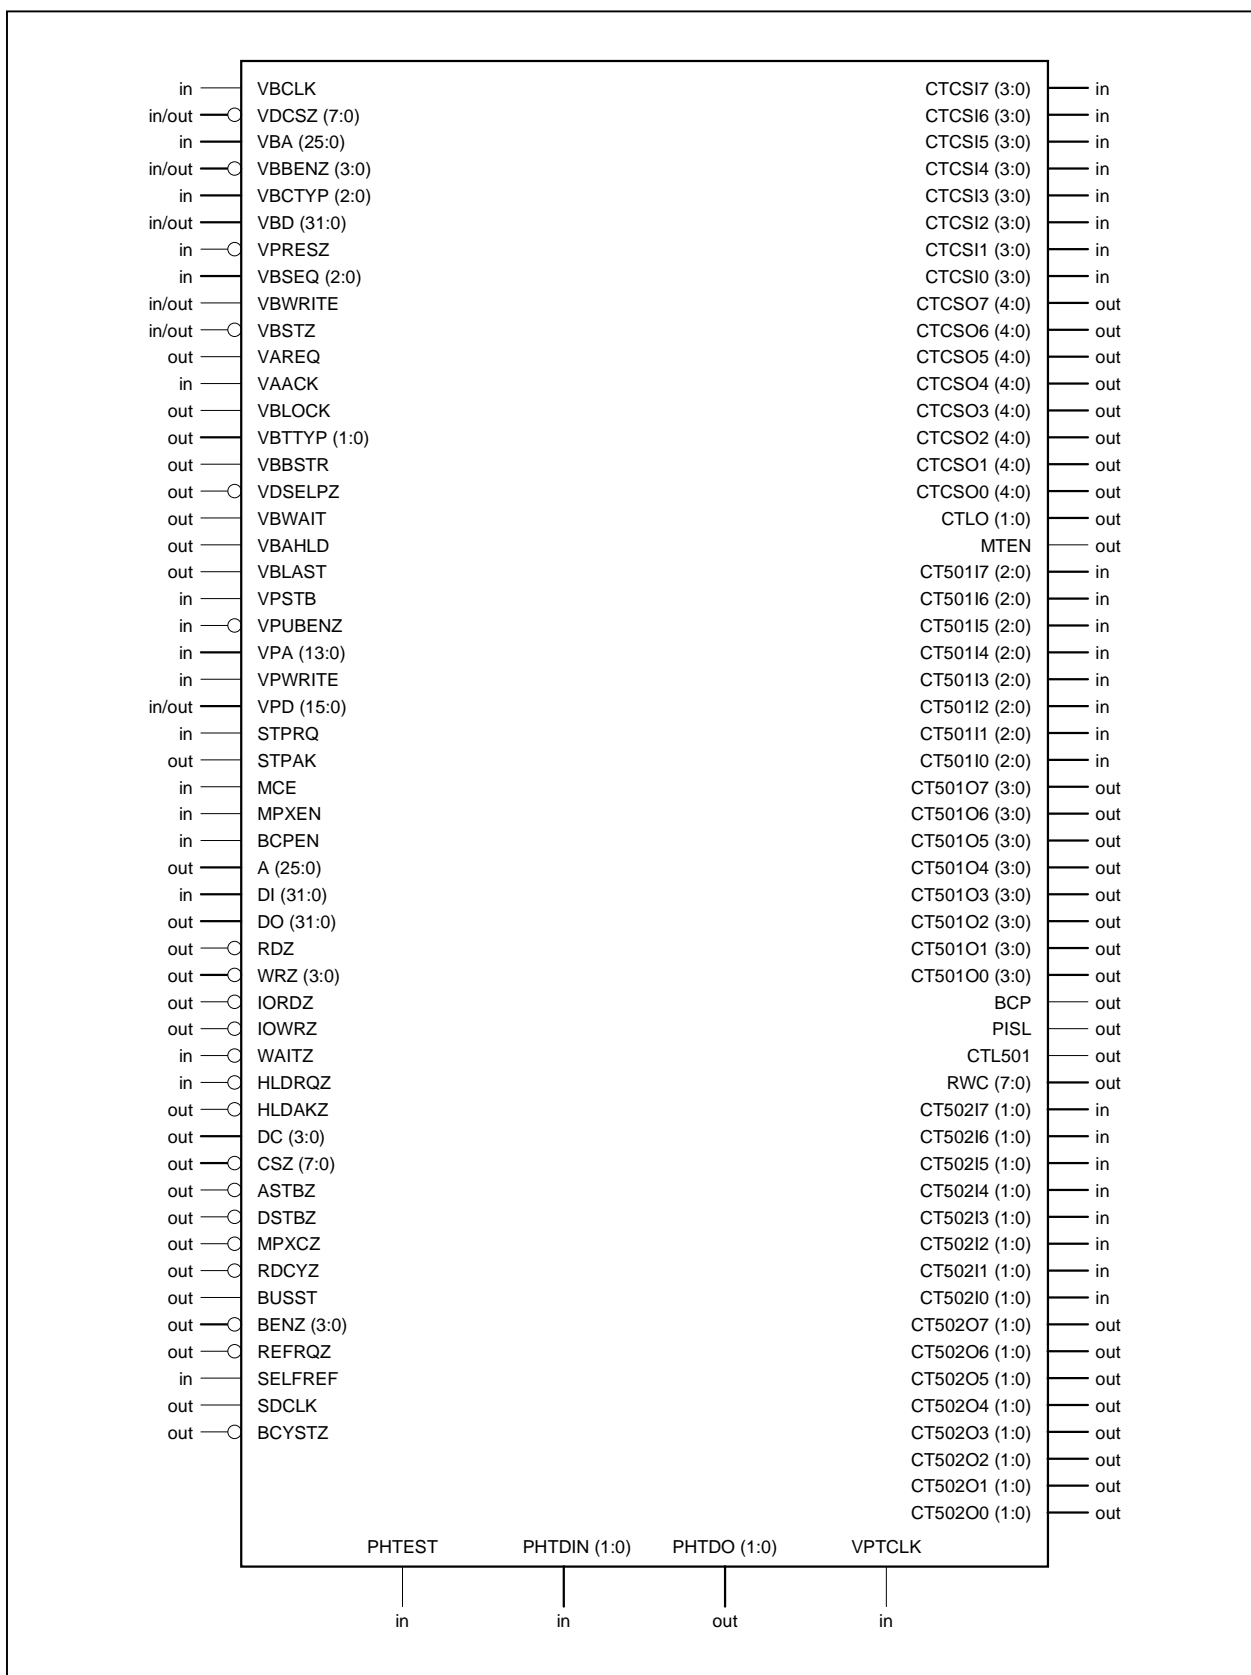 in VBCLK CTCSI7 (3:0) in
in/out VDCSZ (7:0) CTCSI6 (3:0) in
in VBA (25:0) CTCSI5 (3:0) in
in/out VBBENZ (3:0) CTCSI4 (3:0) in
in VBCTYP (2:0) CTCSI3 (3:0) in
in/out VBD (31:0) CTCSI2 (3:0) in
in VPRESZ CTCSI1 (3:0) in
in VBSEQ (2:0) CTCSI0 (3:0) in
in/out VBWRITE CTCSO7 (4:0) out
in/out VBSTZ CTCSO6 (4:0) out
out VAREQ CTCSO5 (4:0) out
in VAACK CTCSO4 (4:0) out
out VBLOCK CTCSO3 (4:0) out
out VBTTYP (1:0) CTCSO2 (4:0) out
out VBBSTR CTCSO1 (4:0) out
out VDSELPZ CTCSO0 (4:0) out
out VBWAIT CTLO (1:0) out
out VBAHLD MTEN out
out VBLAST CT501I7 (2:0) in
in VPSTB CT501I6 (2:0) in
in VPUBENZ CT501I5 (2:0) in
in VPA (13:0) CT501I4 (2:0) in
in VPWRITE CT501I3 (2:0) in
in/out VPD (15:0) CT501I2 (2:0) in
in STPRQ CT501I1 (2:0) in
out STPAK CT501I0 (2:0) in
in MCE CT501O7 (3:0) out
in MPXEN CT501O6 (3:0) out
in BCPEN CT501O5 (3:0) out
out A (25:0) CT501O4 (3:0) out
in DI (31:0) CT501O3 (3:0) out
out DO (31:0) CT501O2 (3:0) out
out RDZ CT501O1 (3:0) out
out WRZ (3:0) CT501O0 (3:0) out
out IORDZ BCP out
out IOWRZ PISL out
in WAITZ CTL501 out
in HLDRQZ RWC (7:0) out
out HLDAKZ CT502I7 (1:0) in
out DC (3:0) CT502I6 (1:0) in
out CSZ (7:0) CT502I5 (1:0) in
out ASTBZ CT502I4 (1:0) in
out DSTBZ CT502I3 (1:0) in
out MPXCZ CT502I2 (1:0) in
out RDCYZ CT502I1 (1:0) in
out BUSST CT502I0 (1:0) in
out BENZ (3:0) CT502O7 (1:0) out
out REFRQZ CT502O6 (1:0) out
in SELFREF CT502O5 (1:0) out
out SDCLK CT502O4 (1:0) out
out BCYSTZ CT502O3 (1:0) out
CT502O2 (1:0) out
CT502O1 (1:0) out
CT502O0 (1:0) out
PHTEST PHTDIN (1:0) PHTDO (1:0) VPTCLK
in in out in